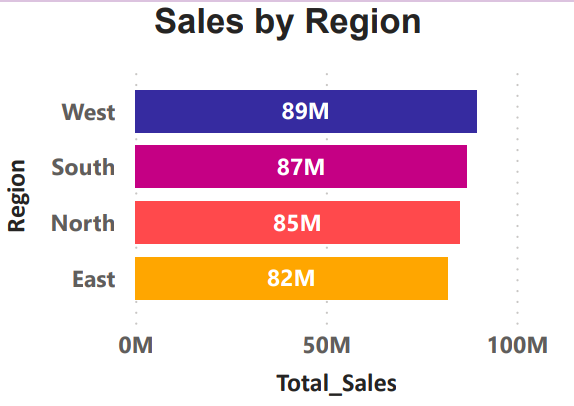 Sales by Region
Region
West 89M
South 87M
North 85M
East 82M
0M 50M 100M
Total_Sales